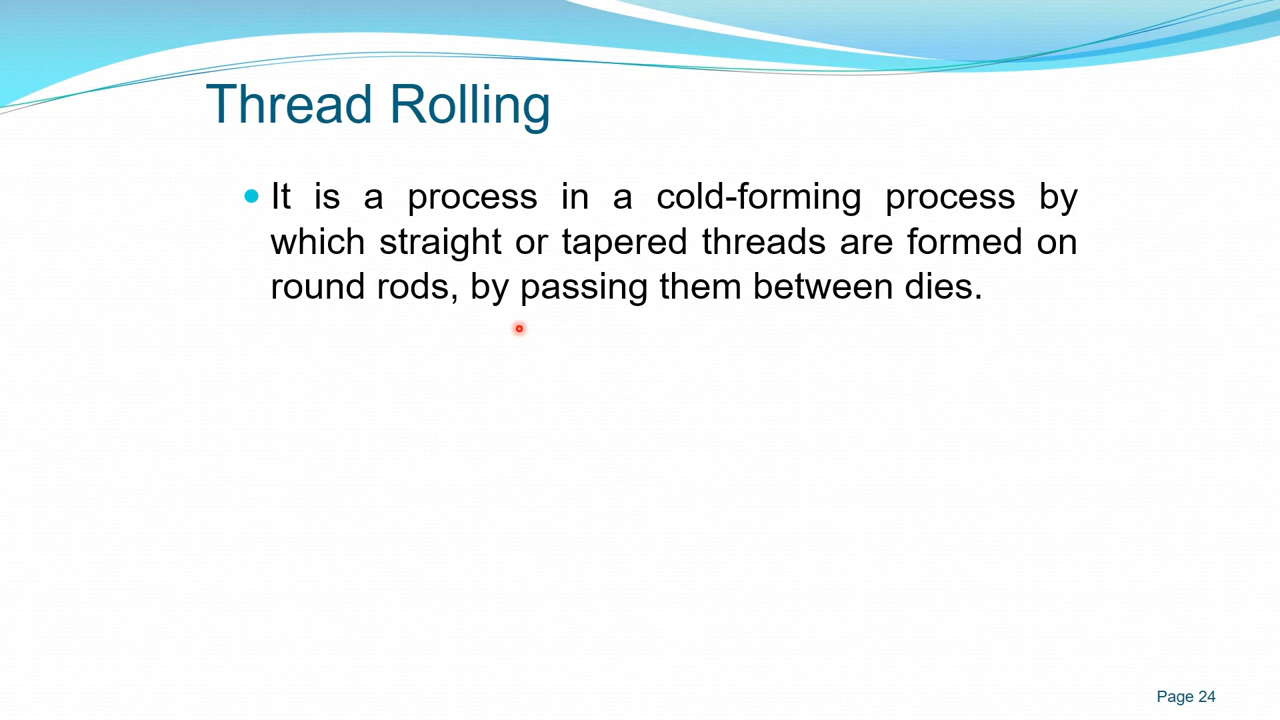 Thread Rolling
• It is a process in a cold-forming process by
which straight or tapered threads are formed on
round rods, by passing them between dies.
Page 24